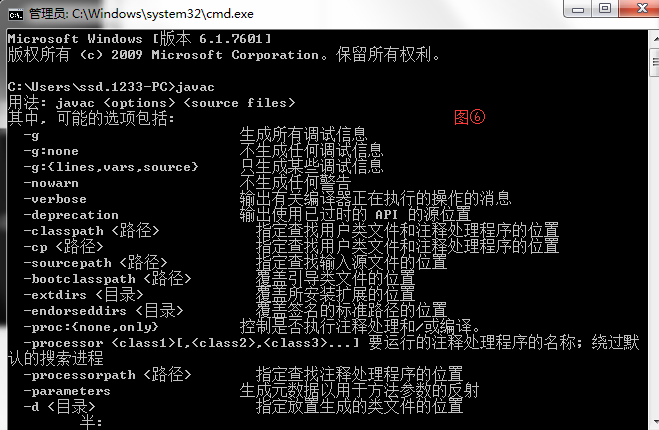 管理员: C:\Windows\system32\cmd.exe
Microsoft Windows [版本 6.1.7601]
版权所有 (c) 2009 Microsoft Corporation。保留所有权利。
C:\Users\ssd.1233-PC>javac
用法: javac <options> <source files>
其中, 可能的选项包括:
图⑥
-g 生成所有调试信息
-g:none 不生成任何调试信息
-g:{lines,vars,source} 只生成某些调试信息
-nowarn 不生成任何警告
-verbose 输出有关编译器正在执行的操作的消息
-deprecation 输出使用已过时的 API 的源位置
-classpath <路径> 指定查找用户类文件和注释处理程序的位置
-cp <路径> 指定查找用户类文件和注释处理程序的位置
-sourcepath <路径> 指定查找输入源文件的位置
-bootclasspath <路径> 覆盖引导类文件的位置
-extdirs <目录> 覆盖所安装扩展的位置
-endorseddirs <目录> 覆盖签名的标准路径的位置
-proc:{none,only} 控制是否执行注释处理和/或编译。
-processor <class1>[,<class2>,<class3>...] 要运行的注释处理程序的名称; 绕过默
认的搜索进程
-processorpath <路径> 指定查找注释处理程序的位置
-parameters 生成元数据以用于方法参数的反射
-d <目录> 指定放置生成的类文件的位置
半: